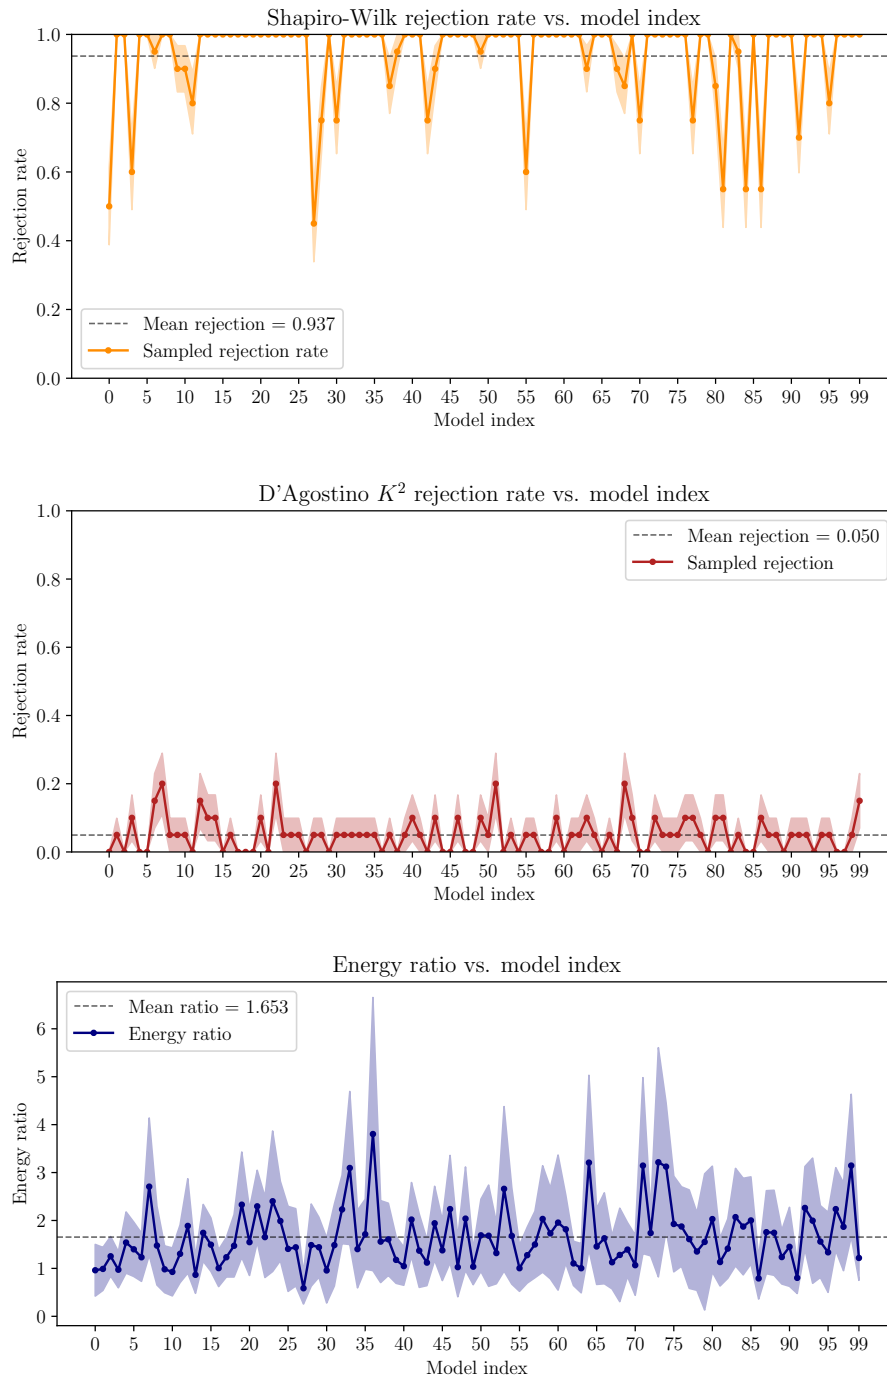 Shapiro-Wilk rejection rate vs. model index
1.0
0.8
0.6
0.4
0.2
0.0
Rejection rate
Mean rejection = 0.937
Sampled rejection rate
0 5 10 15 20 25 30 35 40 45 50 55 60 65 70 75 80 85 90 95 99
Model index
D'Agostino K² rejection rate vs. model index
1.0
0.8
0.6
0.4
0.2
0.0
Rejection rate
Mean rejection = 0.050
Sampled rejection
0 5 10 15 20 25 30 35 40 45 50 55 60 65 70 75 80 85 90 95 99
Model index
Energy ratio vs. model index
6
5
4
3
2
1
0
Energy ratio
Mean ratio = 1.653
Energy ratio
0 5 10 15 20 25 30 35 40 45 50 55 60 65 70 75 80 85 90 95 99
Model index